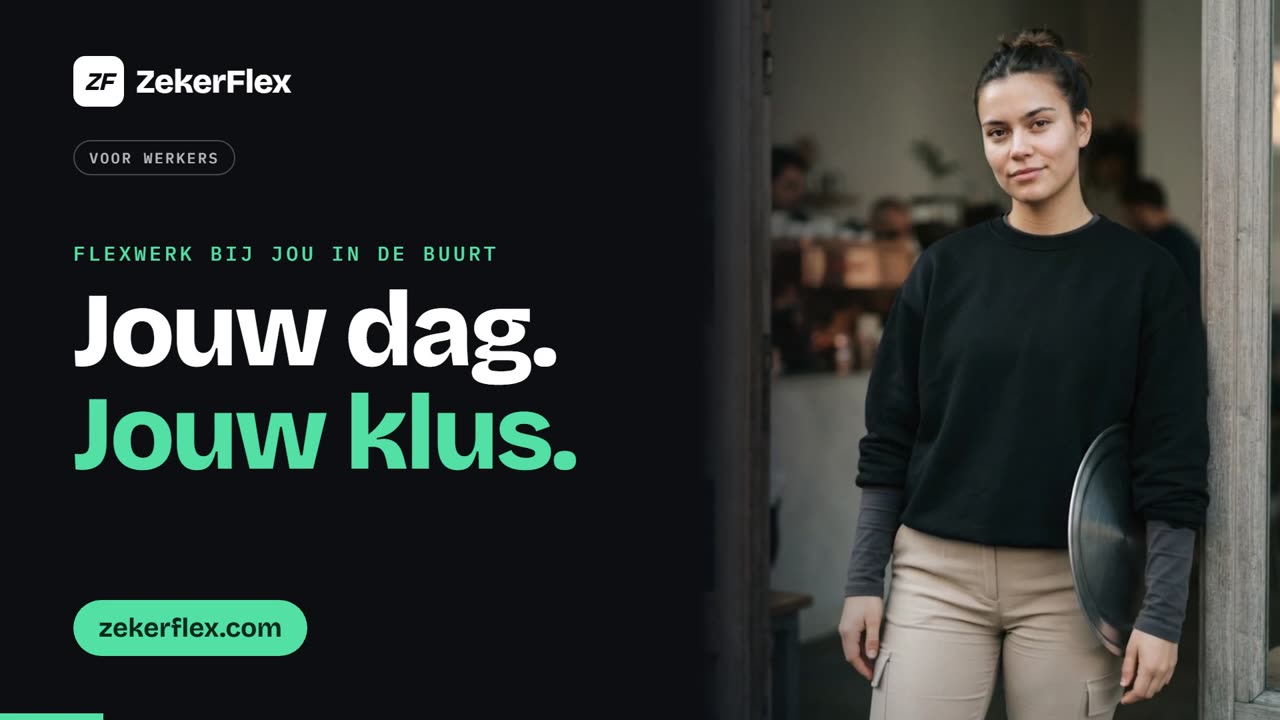 ZF ZekerFlex
VOOR WERKERS
FLEXWERK BIJ JOU IN DE BUURT
Jouw dag.
Jouw klus.
zekerflex.com